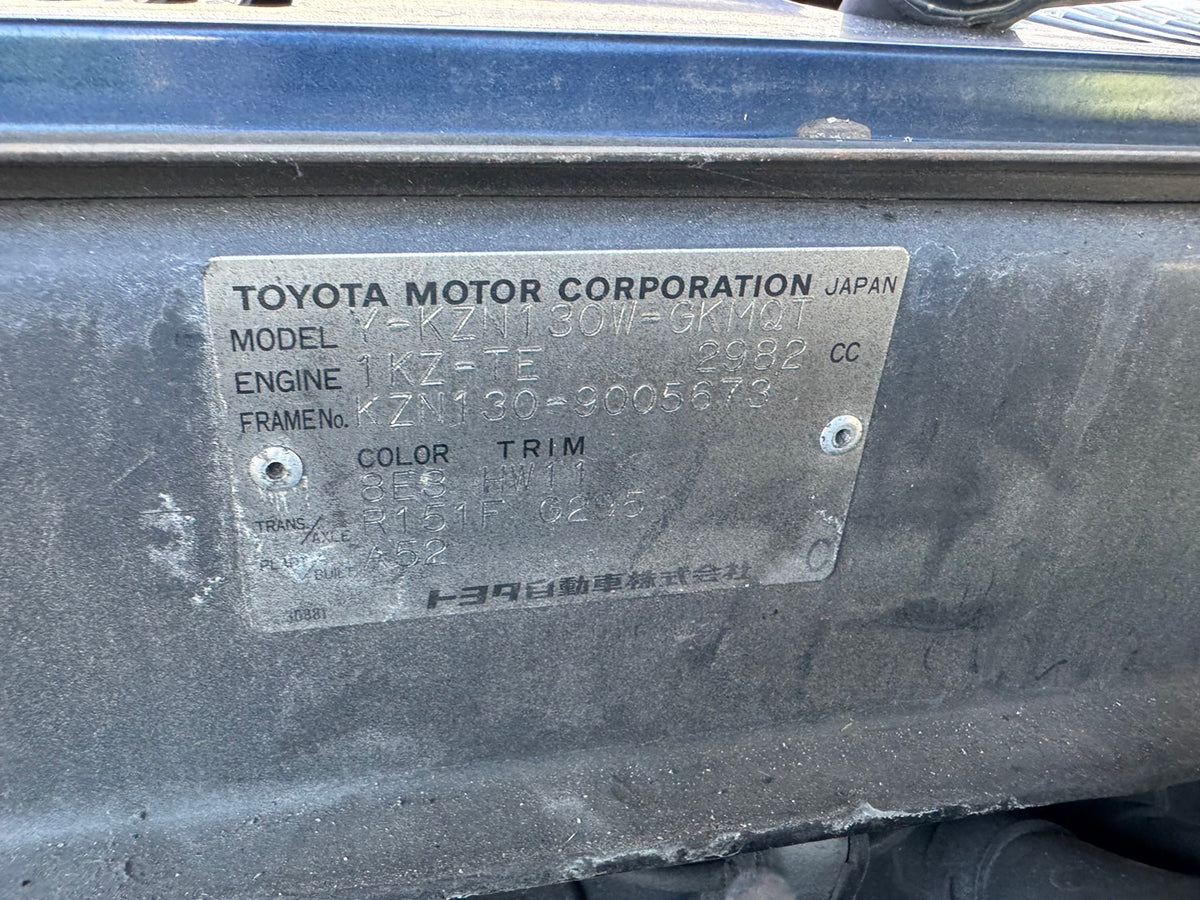 TOYOTA MOTOR CORPORATION JAPAN
MODEL Y-KZN130W-GKMQT
ENGINE 1KZ-TE 2982 CC
FRAME No. KZN130-9005673
COLOR TRIM
8E3 HW11
TRANS/AXLE R151F G295
PLANT/BUILT A52
トヨタ自動車株式会社